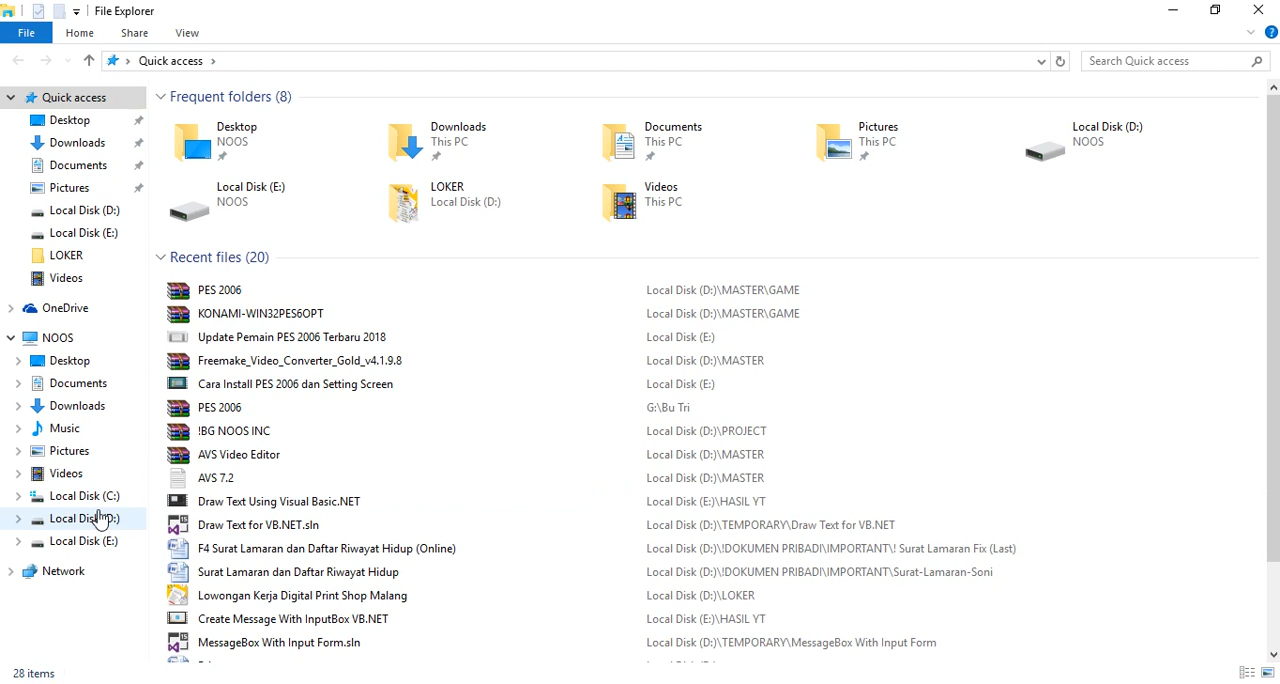 File Explorer
File Home Share View
Quick access
Search Quick access
Quick access
Desktop
Downloads
Documents
Pictures
Local Disk (D:)
Local Disk (E:)
LOKER
Videos
OneDrive
NOOS
Desktop
Documents
Downloads
Music
Pictures
Videos
Local Disk (C:)
Local Disk (D:)
Local Disk (E:)
Network
Frequent folders (8)
Desktop
NOOS
Downloads
This PC
Documents
This PC
Pictures
This PC
Local Disk (D:)
NOOS
Local Disk (E:)
NOOS
LOKER
Local Disk (D:)
Videos
This PC
Recent files (20)
PES 2006 Local Disk (D:)\MASTER\GAME
KONAMI-WIN32PES6OPT Local Disk (D:)\MASTER\GAME
Update Pemain PES 2006 Terbaru 2018 Local Disk (E:)
Freemake_Video_Converter_Gold_v4.1.9.8 Local Disk (D:)\MASTER
Cara Install PES 2006 dan Setting Screen Local Disk (E:)
PES 2006 G:\Bu Tri
!BG NOOS INC Local Disk (D:)\PROJECT
AVS Video Editor Local Disk (D:)\MASTER
AVS 7.2 Local Disk (D:)\MASTER
Draw Text Using Visual Basic.NET Local Disk (E:)\HASIL YT
Draw Text for VB.NET.sln Local Disk (D:)\TEMPORARY\Draw Text for VB.NET
F4 Surat Lamaran dan Daftar Riwayat Hidup (Online) Local Disk (D:)\!DOKUMEN PRIBADI\IMPORTANT\! Surat Lamaran Fix (Last)
Surat Lamaran dan Daftar Riwayat Hidup Local Disk (D:)\!DOKUMEN PRIBADI\IMPORTANT\Surat-Lamaran-Soni
Lowongan Kerja Digital Print Shop Malang Local Disk (D:)\LOKER
Create Message With InputBox VB.NET Local Disk (E:)\HASIL YT
MessageBox With Input Form.sln Local Disk (D:)\TEMPORARY\MessageBox With Input Form
28 items